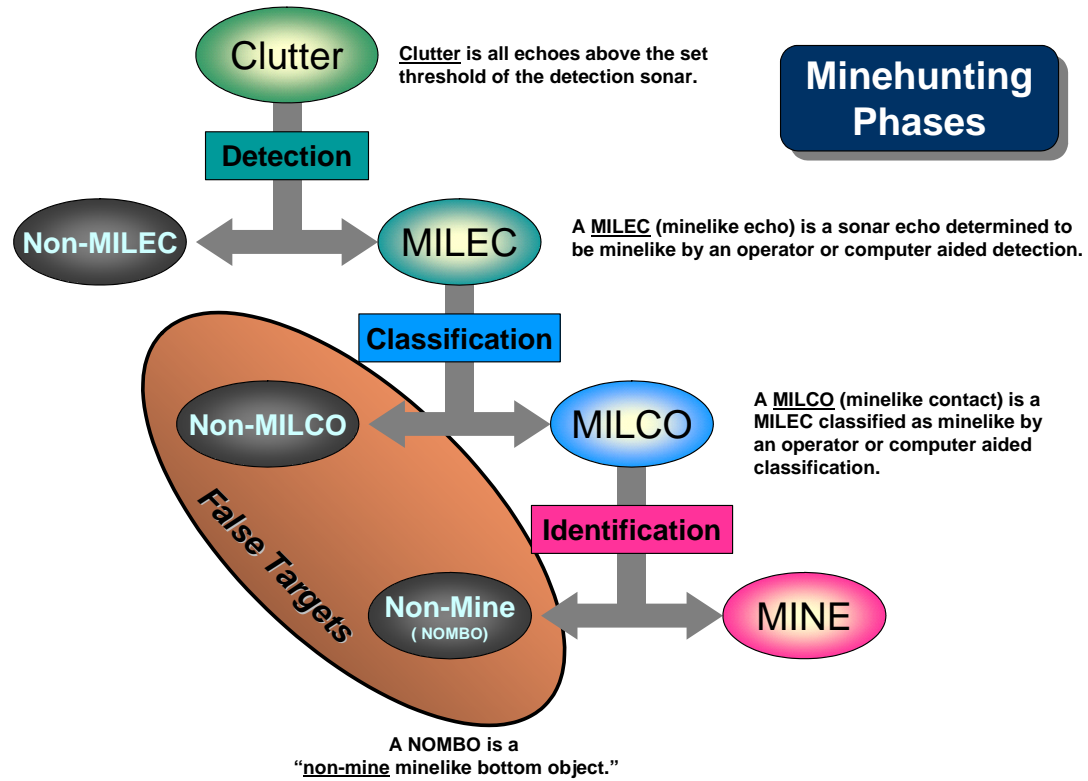 Clutter
Clutter is all echoes above the set
threshold of the detection sonar.
Minehunting
Phases
Detection
Non-MILEC
MILEC
A MILEC (minelike echo) is a sonar echo determined to
be minelike by an operator or computer aided detection.
Classification
Non-MILCO
MILCO
A MILCO (minelike contact) is a
MILEC classified as minelike by
an operator or computer aided
classification.
False Targets
Identification
Non-Mine
( NOMBO)
MINE
A NOMBO is a
“non-mine minelike bottom object.”